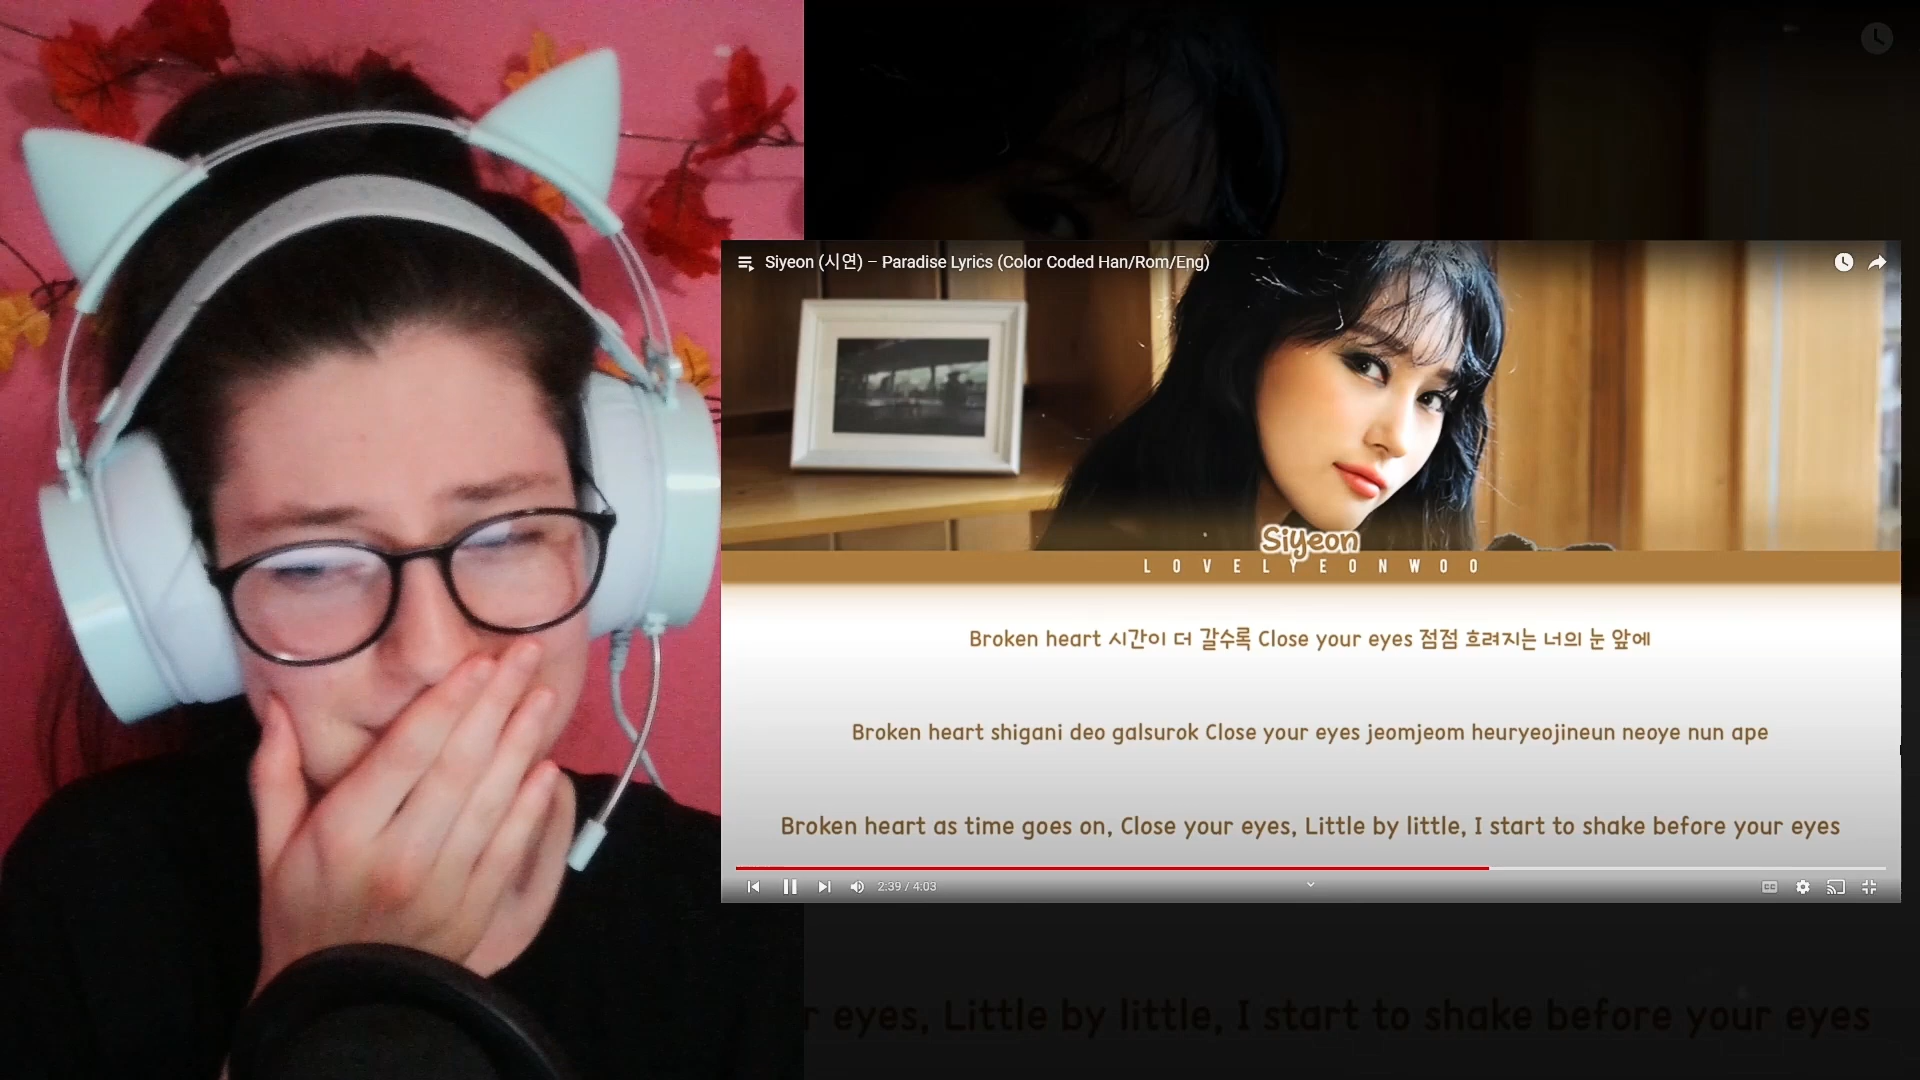 Siyeon (시연) – Paradise Lyrics (Color Coded Han/Rom/Eng)
Siyeon
LOVELYEONWOO
Broken heart 시간이 더 갈수록 Close your eyes 점점 흐려지는 너의 눈 앞에
Broken heart shigani deo galsurok Close your eyes jeomjeom heuryeojineun neoye nun ape
Broken heart as time goes on, Close your eyes, Little by little, I start to shake before your eyes
2:39 / 4:03
CC
r eyes, Little by little, I start to shake before your eyes